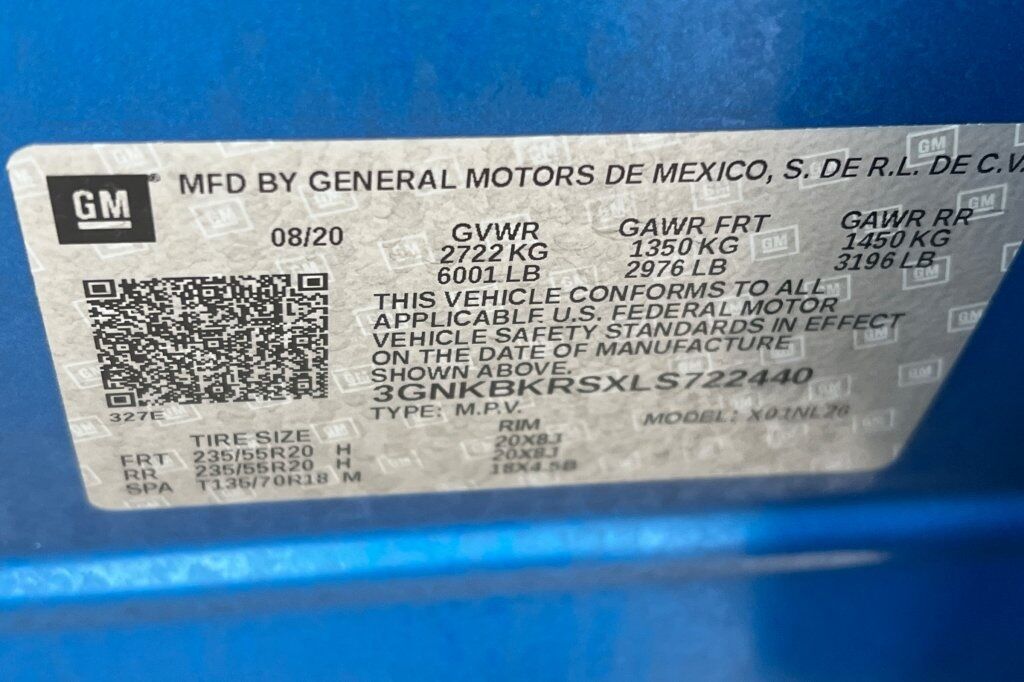 GM® MFD BY GENERAL MOTORS DE MEXICO, S. DE R.L. DE C.V.
08/20 GVWR GAWR FRT GAWR RR
2722 KG 1350 KG 1450 KG
6001 LB 2976 LB 3196 LB
THIS VEHICLE CONFORMS TO ALL
APPLICABLE U.S. FEDERAL MOTOR
VEHICLE SAFETY STANDARDS IN EFFECT
ON THE DATE OF MANUFACTURE
SHOWN ABOVE.
3GNKBKRSXLS722440
327E TYPE: M.P.V. MODEL: X01NL26
TIRE SIZE RIM
FRT 235/55R20 H 20X8J
RR 235/55R20 H 20X8J
SPA T135/70R18 M 18X4.5B